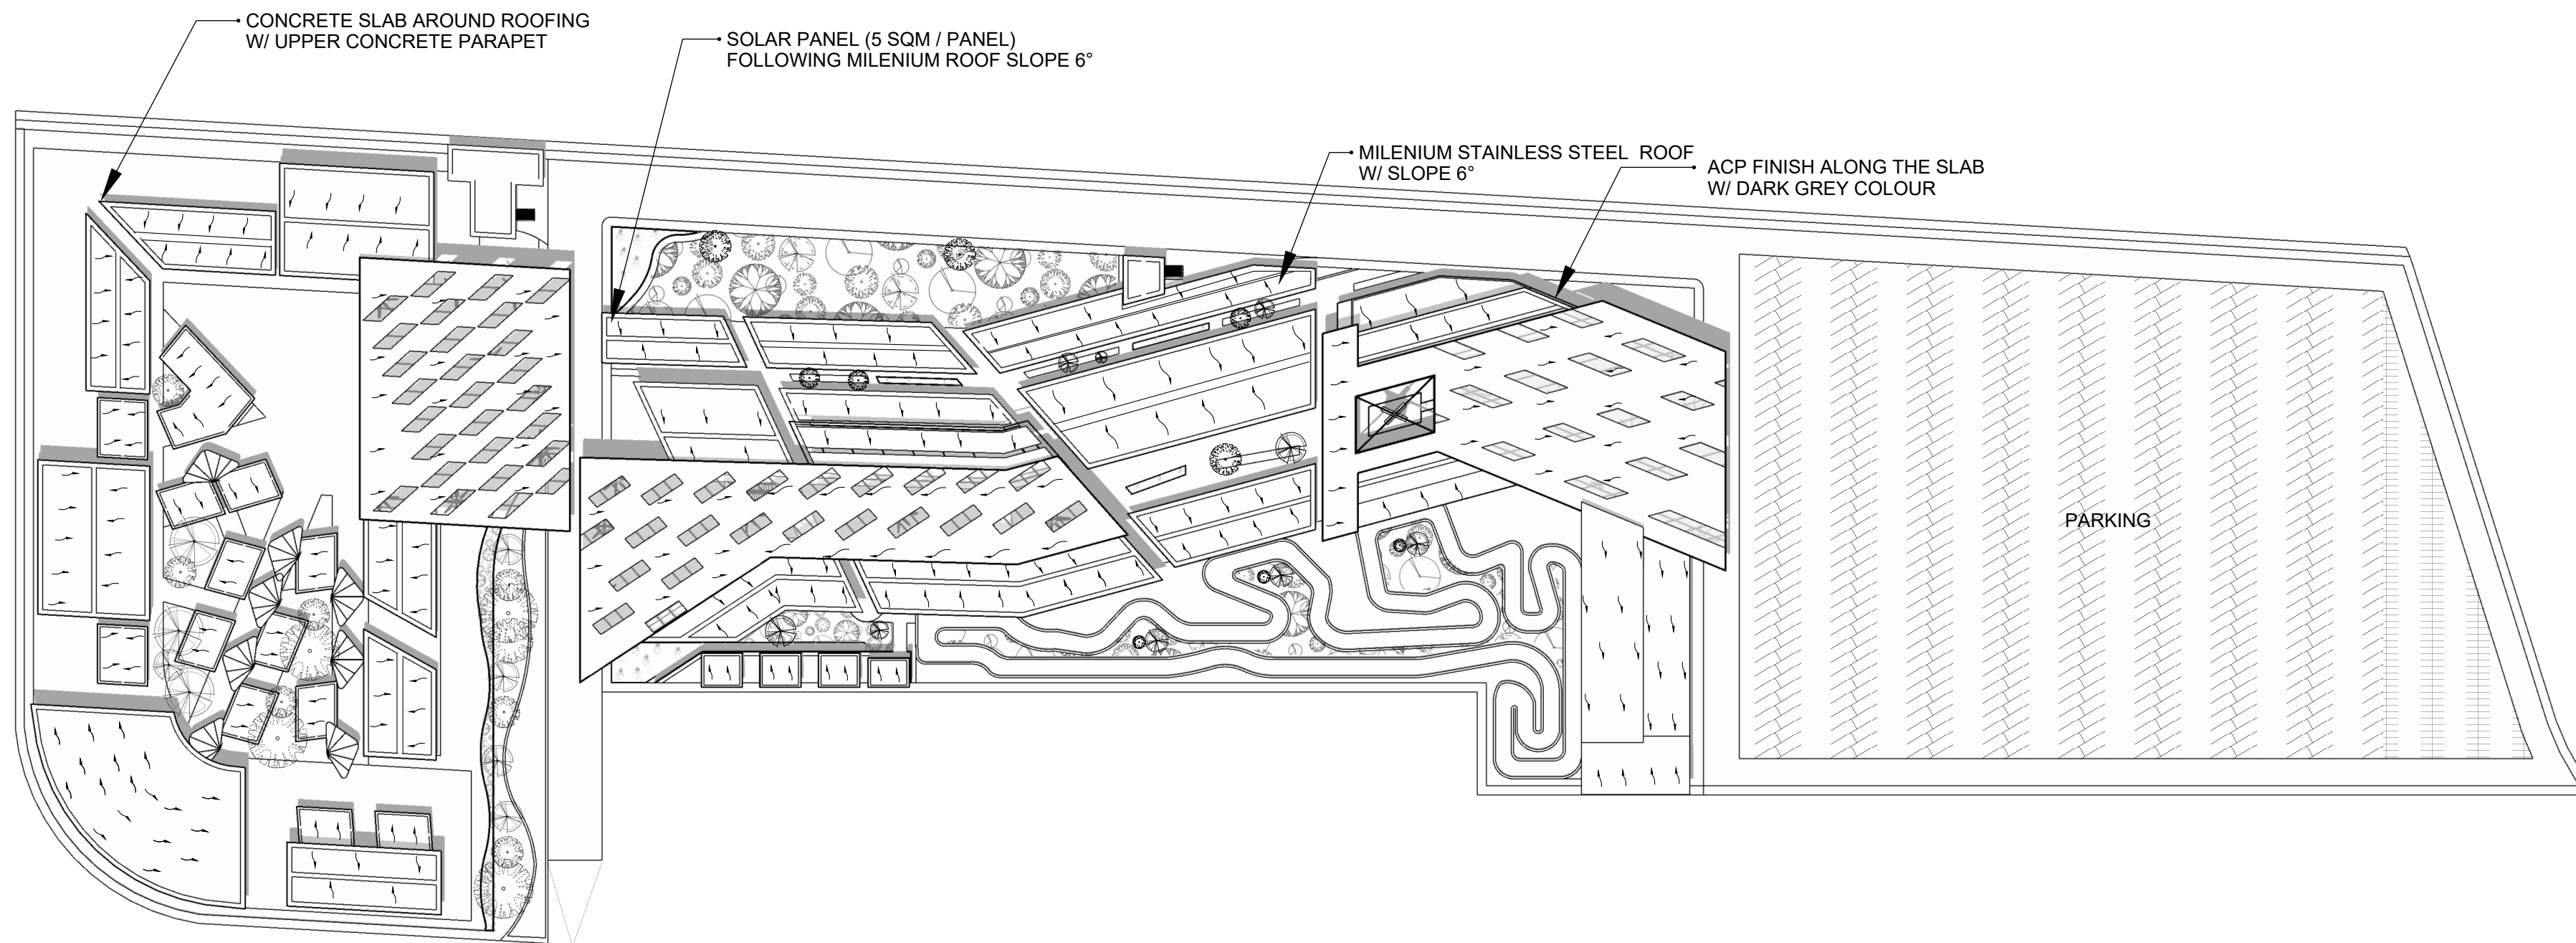 CONCRETE SLAB AROUND ROOFING
W/ UPPER CONCRETE PARAPET
SOLAR PANEL (5 SQM / PANEL)
FOLLOWING MILENIUM ROOF SLOPE 6°
MILENIUM STAINLESS STEEL ROOF
W/ SLOPE 6°
ACP FINISH ALONG THE SLAB
W/ DARK GREY COLOUR
PARKING